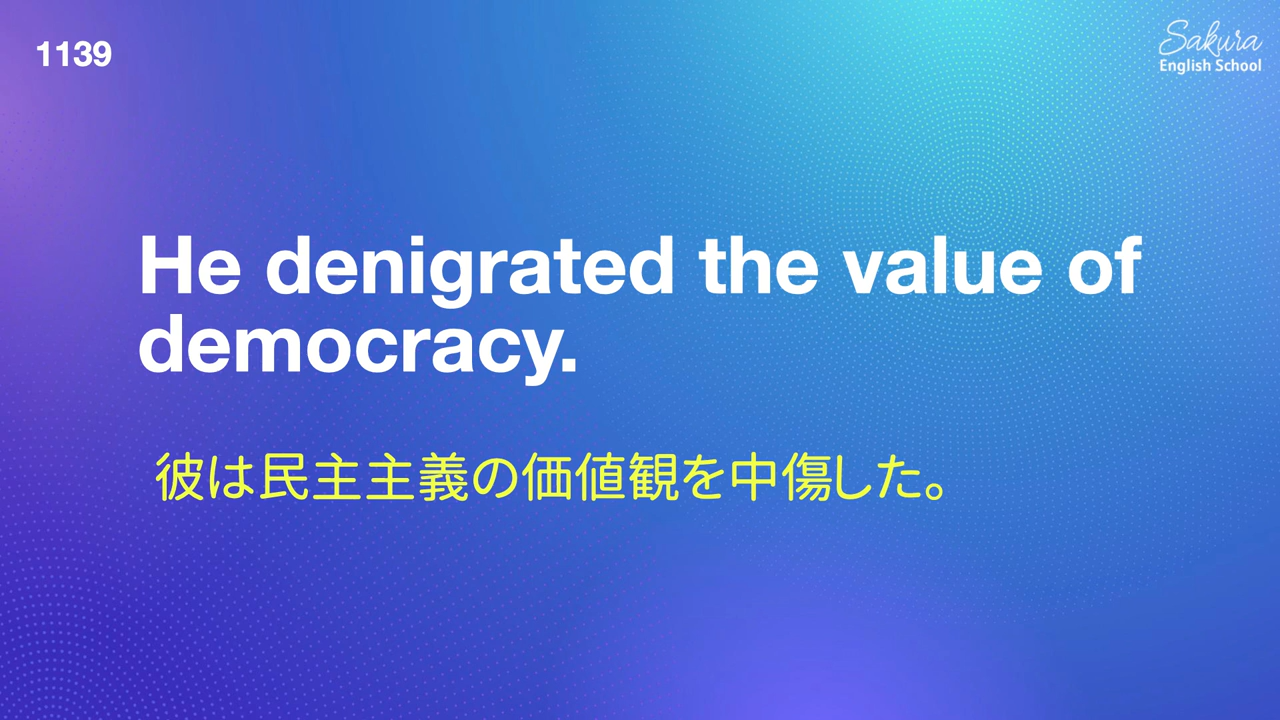 1139
Sakura
English School
He denigrated the value of
democracy.
彼は民主主義の価値観を中傷した。